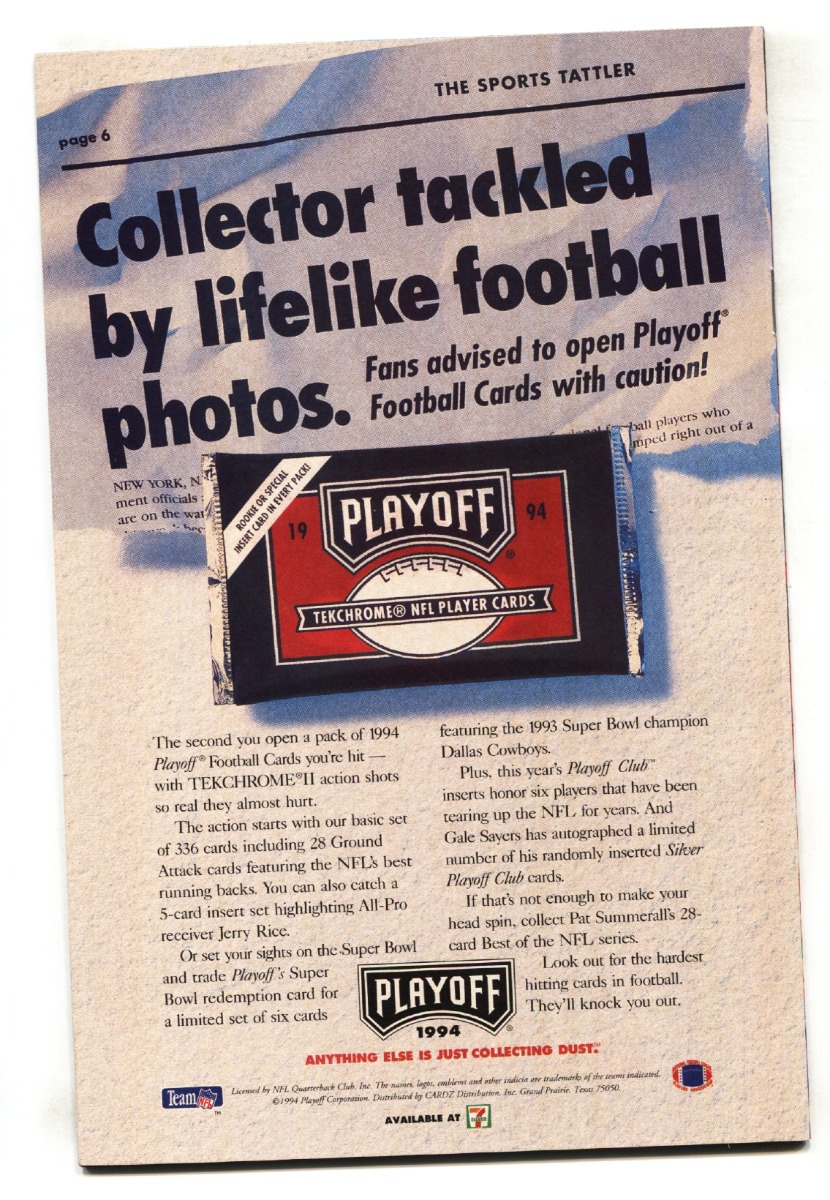 THE SPORTS TATTLER
page 6
Collector tackled
by lifelike football
photos.
Fans advised to open Playoff®
Football Cards with caution!
NEW YORK, N
ment officials
are on the wa
ball players who
mped right out of a
ROOKIE OR SPECIAL
INSERT CARD IN EVERY PACK!
19 PLAYOFF® 94
TEKCHROME® NFL PLAYER CARDS
The second you open a pack of 1994
Playoff® Football Cards you're hit —
with TEKCHROME®II action shots
so real they almost hurt.
The action starts with our basic set
of 336 cards including 28 Ground
Attack cards featuring the NFL's best
running backs. You can also catch a
5-card insert set highlighting All-Pro
receiver Jerry Rice.
Or set your sights on the Super Bowl
and trade Playoff's Super
Bowl redemption card for
a limited set of six cards
featuring the 1993 Super Bowl champion
Dallas Cowboys.
Plus, this year's Playoff Club™
inserts honor six players that have been
tearing up the NFL for years. And
Gale Sayers has autographed a limited
number of his randomly inserted Silver
Playoff Club cards.
If that's not enough to make your
head spin, collect Pat Summerall's 28-
card Best of the NFL series.
Look out for the hardest
hitting cards in football.
They'll knock you out.
PLAYOFF®
1994
ANYTHING ELSE IS JUST COLLECTING DUST.™
Team NFL™
Licensed by NFL Quarterback Club, Inc. The names, logos, emblems and other indicia are trademarks of the teams indicated.
©1994 Playoff Corporation. Distributed by CARDZ Distribution, Inc. Grand Prairie, Texas 75050.
AVAILABLE AT 7 ELEVEN